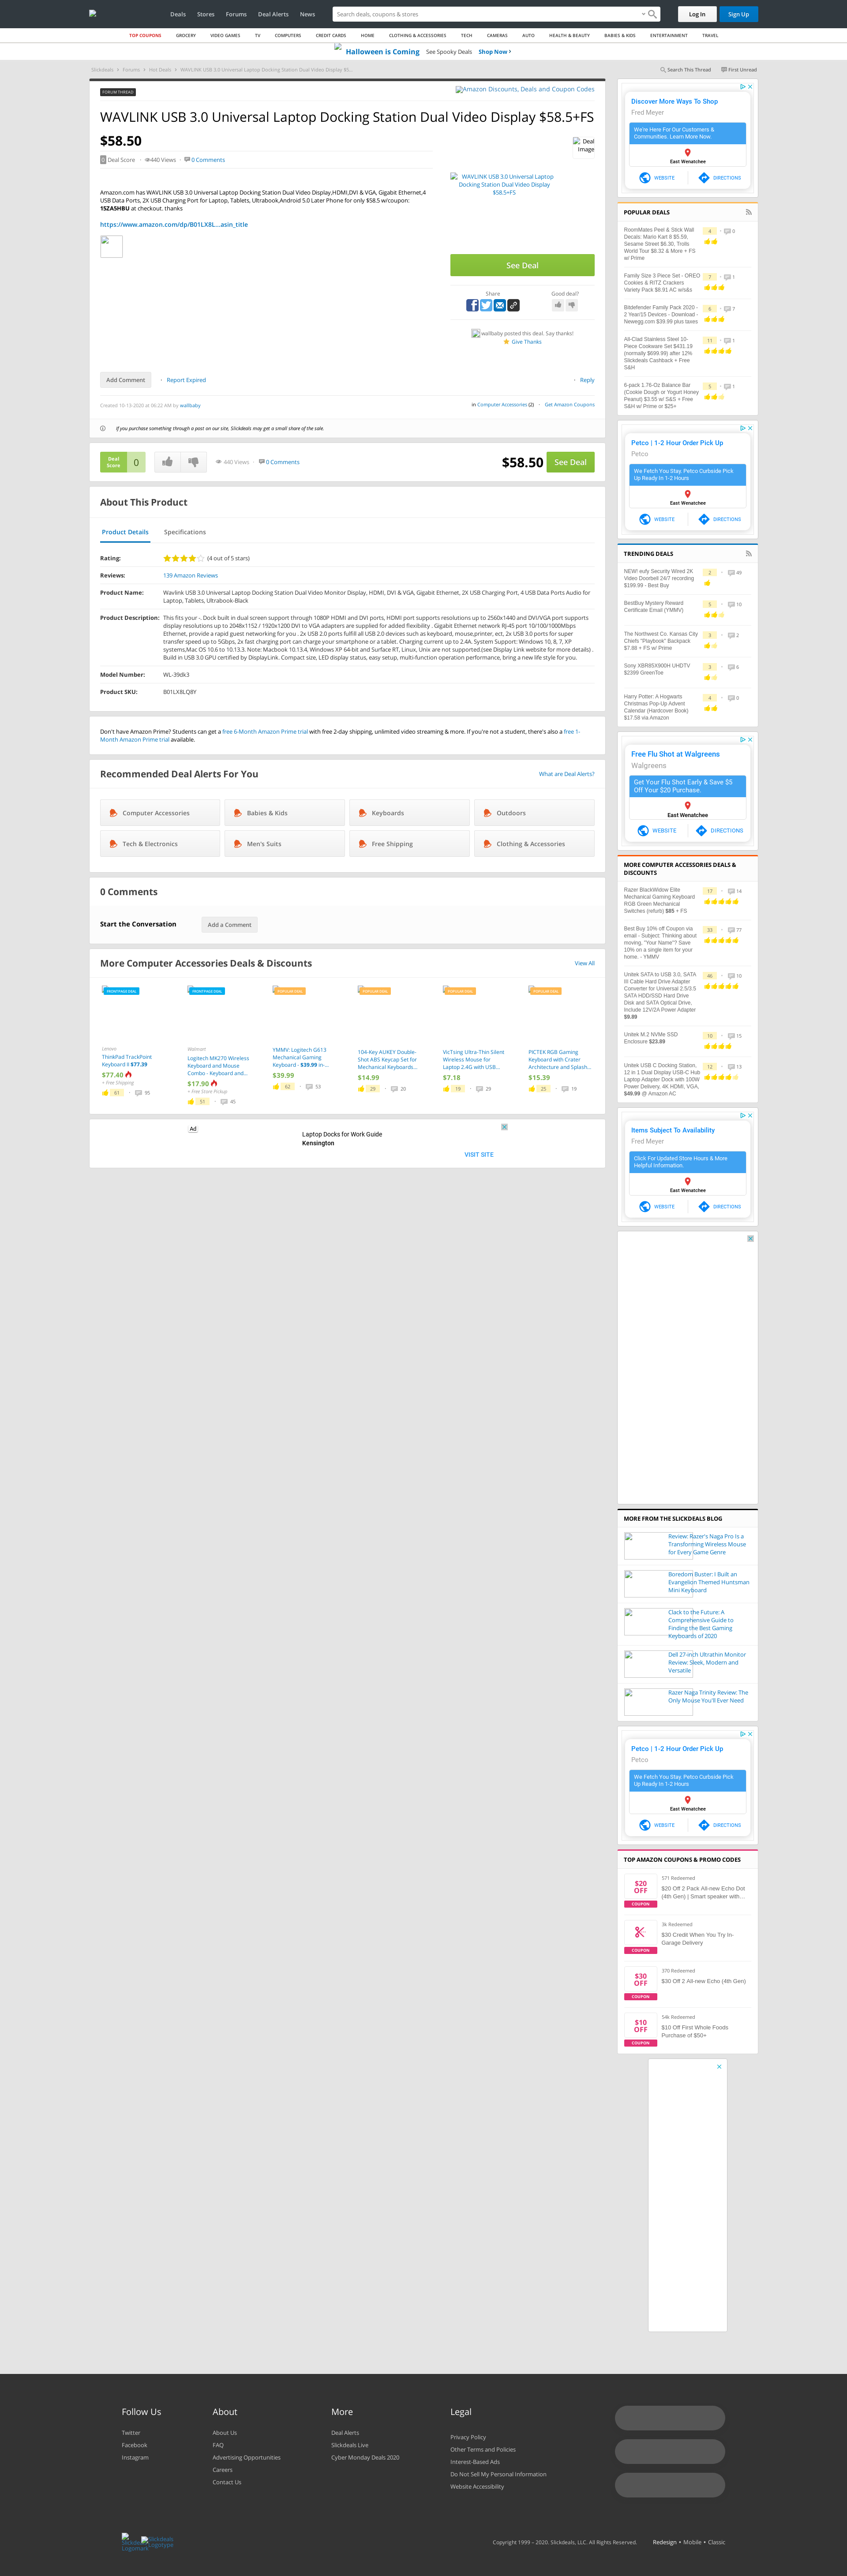 Deals
Stores
Forums
Deal Alerts
News
Search deals, coupons & stores
Log In
Sign Up
TOP COUPONS
GROCERY
VIDEO GAMES
TV
COMPUTERS
CREDIT CARDS
HOME
CLOTHING & ACCESSORIES
TECH
CAMERAS
AUTO
HEALTH & BEAUTY
BABIES & KIDS
ENTERTAINMENT
TRAVEL
Halloween is Coming
See Spooky Deals
Shop Now ›
Slickdeals
Forums
Hot Deals
WAVLINK USB 3.0 Universal Laptop Docking Station Dual Video Display $5...
Search This Thread
First Unread
FORUM THREAD
Amazon Discounts, Deals and Coupon Codes
WAVLINK USB 3.0 Universal Laptop Docking Station Dual Video Display $58.5+FS
$58.50
Deal Image
0 Deal Score
440 Views
0 Comments
Amazon.com has WAVLINK USB 3.0 Universal Laptop Docking Station Dual Video Display,HDMI,DVI & VGA, Gigabit Ethernet,4
USB Data Ports, 2X USB Charging Port for Laptop, Tablets, Ultrabook,Android 5.0 Later Phone for only $58.5 w/coupon:
15ZASHBU at checkout. thanks
https://www.amazon.com/dp/B01LX8L...asin_title
WAVLINK USB 3.0 Universal Laptop
Docking Station Dual Video Display
$58.5+FS
See Deal
Share
Good deal?
wallbaby posted this deal. Say thanks!
Give Thanks
Add Comment
Report Expired
Reply
Created 10-13-2020 at 06:22 AM by wallbaby
in Computer Accessories (2)
Get Amazon Coupons
If you purchase something through a post on our site, Slickdeals may get a small share of the sale.
Deal
Score
0
440 Views
0 Comments
$58.50
See Deal
About This Product
Product Details
Specifications
Rating:
(4 out of 5 stars)
Reviews:
139 Amazon Reviews
Product Name:
Wavlink USB 3.0 Universal Laptop Docking Station Dual Video Monitor Display, HDMI, DVI & VGA, Gigabit Ethernet, 2X USB Charging Port, 4 USB Data Ports Audio for
Laptop, Tablets, Ultrabook-Black
Product Description:
This fits your -. Bolt out in dual screen support through 1080P HDMI and DVI ports, HDMI port supports resolutions up to 2560x1440 and DVI/VGA port supports
display resolution up to 2048x1152 / 1920x1200 DVI to VGA adapters are supplied for added flexibility . Gigabit Ethernet network RJ-45 port 10/100/1000Mbps
Ethernet, provide a rapid guest networking for you . 2x USB 2.0 ports fulfill all USB 2.0 devices such as keyboard, mouse,printer, ect, 2x USB 3.0 ports for super
transfer speed up to 5Gbps, 2x fast charging port can charge your smartphone or a tablet. Charging current up to 2.4A. System Support: Windows 10, 8, 7, XP
systems,Mac OS 10.6 to 10.13.3. Note: Macbook 10.13.4, Windows XP 64-bit and Surface RT, Linux, Unix are not supported.(see Display Link website for more details) .
Build in USB 3.0 GPU certified by DisplayLink. Compact size, LED display status, easy setup, multi-function operation performance, bring a new life style for you.
Model Number:
WL-39dk3
Product SKU:
B01LX8LQ8Y
Don't have Amazon Prime? Students can get a free 6-Month Amazon Prime trial with free 2-day shipping, unlimited video streaming & more. If you're not a student, there's also a free 1-
Month Amazon Prime trial available.
Recommended Deal Alerts For You
What are Deal Alerts?
Computer Accessories
Babies & Kids
Keyboards
Outdoors
Tech & Electronics
Men's Suits
Free Shipping
Clothing & Accessories
0 Comments
Start the Conversation
Add a Comment
More Computer Accessories Deals & Discounts
View All
FRONTPAGE DEAL
Lenovo
ThinkPad TrackPoint
Keyboard II $77.39
$77.40
+ Free Shipping
61
95
FRONTPAGE DEAL
Walmart
Logitech MK270 Wireless
Keyboard and Mouse
Combo - Keyboard and...
$17.90
+ Free Store Pickup
51
45
POPULAR DEAL
YMMV: Logitech G613
Mechanical Gaming
Keyboard - $39.99 in-...
$39.99
62
53
POPULAR DEAL
104-Key AUKEY Double-
Shot ABS Keycap Set for
Mechanical Keyboards...
$14.99
29
20
POPULAR DEAL
VicTsing Ultra-Thin Silent
Wireless Mouse for
Laptop 2.4G with USB...
$7.18
19
29
POPULAR DEAL
PICTEK RGB Gaming
Keyboard with Crater
Architecture and Splash...
$15.39
25
19
Ad
Laptop Docks for Work Guide
Kensington
VISIT SITE
Discover More Ways To Shop
Fred Meyer
We're Here For Our Customers &
Communities. Learn More Now.
East Wenatchee
WEBSITE
DIRECTIONS
POPULAR DEALS
RoomMates Peel & Stick Wall
Decals: Mario Kart 8 $5.59,
Sesame Street $6.30, Trolls
World Tour $8.32 & More + FS
w/ Prime
4
0
Family Size 3 Piece Set - OREO
Cookies & RITZ Crackers
Variety Pack $8.91 AC w/s&s
7
1
Bitdefender Family Pack 2020 -
2 Year/15 Devices - Download -
Newegg.com $39.99 plus taxes
6
7
All-Clad Stainless Steel 10-
Piece Cookware Set $431.19
(normally $699.99) after 12%
Slickdeals Cashback + Free
S&H
11
1
6-pack 1.76-Oz Balance Bar
(Cookie Dough or Yogurt Honey
Peanut) $3.55 w/ S&S + Free
S&H w/ Prime or $25+
5
1
Petco | 1-2 Hour Order Pick Up
Petco
We Fetch You Stay. Petco Curbside Pick
Up Ready In 1-2 Hours
East Wenatchee
WEBSITE
DIRECTIONS
TRENDING DEALS
NEW! eufy Security Wired 2K
Video Doorbell 24/7 recording
$199.99 - Best Buy
2
49
BestBuy Mystery Reward
Certificate Email (YMMV)
5
10
The Northwest Co, Kansas City
Chiefs "Playbook" Backpack
$7.88 + FS w/ Prime
3
2
Sony XBR85X900H UHDTV
$2399 GreenToe
3
6
Harry Potter: A Hogwarts
Christmas Pop-Up Advent
Calendar (Hardcover Book)
$17.58 via Amazon
4
0
Free Flu Shot at Walgreens
Walgreens
Get Your Flu Shot Early & Save $5
Off Your $20 Purchase.
East Wenatchee
WEBSITE
DIRECTIONS
MORE COMPUTER ACCESSORIES DEALS &
DISCOUNTS
Razer BlackWidow Elite
Mechanical Gaming Keyboard
RGB Green Mechanical
Switches (refurb) $85 + FS
17
14
Best Buy 10% off Coupon via
email - Subject: Thinking about
moving, "Your Name"? Save
10% on a single item for your
home. - YMMV
33
77
Unitek SATA to USB 3.0, SATA
III Cable Hard Drive Adapter
Converter for Universal 2.5/3.5
SATA HDD/SSD Hard Drive
Disk and SATA Optical Drive,
Include 12V/2A Power Adapter
$9.89
46
10
Unitek M.2 NVMe SSD
Enclosure $23.89
10
15
Unitek USB C Docking Station,
12 in 1 Dual Display USB-C Hub
Laptop Adapter Dock with 100W
Power Delivery, 4K HDMI, VGA,
$49.99 @ Amazon AC
12
13
Items Subject To Availability
Fred Meyer
Click For Updated Store Hours & More
Helpful Information.
East Wenatchee
WEBSITE
DIRECTIONS
MORE FROM THE SLICKDEALS BLOG
Review: Razer's Naga Pro Is a
Transforming Wireless Mouse
for Every Game Genre
Boredom Buster: I Built an
Evangelion Themed Huntsman
Mini Keyboard
Clack to the Future: A
Comprehensive Guide to
Finding the Best Gaming
Keyboards of 2020
Dell 27-inch Ultrathin Monitor
Review: Sleek, Modern and
Versatile
Razer Naga Trinity Review: The
Only Mouse You'll Ever Need
Petco | 1-2 Hour Order Pick Up
Petco
We Fetch You Stay. Petco Curbside Pick
Up Ready In 1-2 Hours
East Wenatchee
WEBSITE
DIRECTIONS
TOP AMAZON COUPONS & PROMO CODES
$20
OFF
COUPON
571 Redeemed
$20 Off 2 Pack All-new Echo Dot
(4th Gen) | Smart speaker with...
COUPON
3k Redeemed
$30 Credit When You Try In-
Garage Delivery
$30
OFF
COUPON
370 Redeemed
$30 Off 2 All-new Echo (4th Gen)
$10
OFF
COUPON
54k Redeemed
$10 Off First Whole Foods
Purchase of $50+
Follow Us
Twitter
Facebook
Instagram
About
About Us
FAQ
Advertising Opportunities
Careers
Contact Us
More
Deal Alerts
Slickdeals Live
Cyber Monday Deals 2020
Legal
Privacy Policy
Other Terms and Policies
Interest-Based Ads
Do Not Sell My Personal Information
Website Accessibility
Slickdeals
Logotype
Logomark
Copyright 1999 – 2020. Slickdeals, LLC. All Rights Reserved.
Redesign • Mobile • Classic